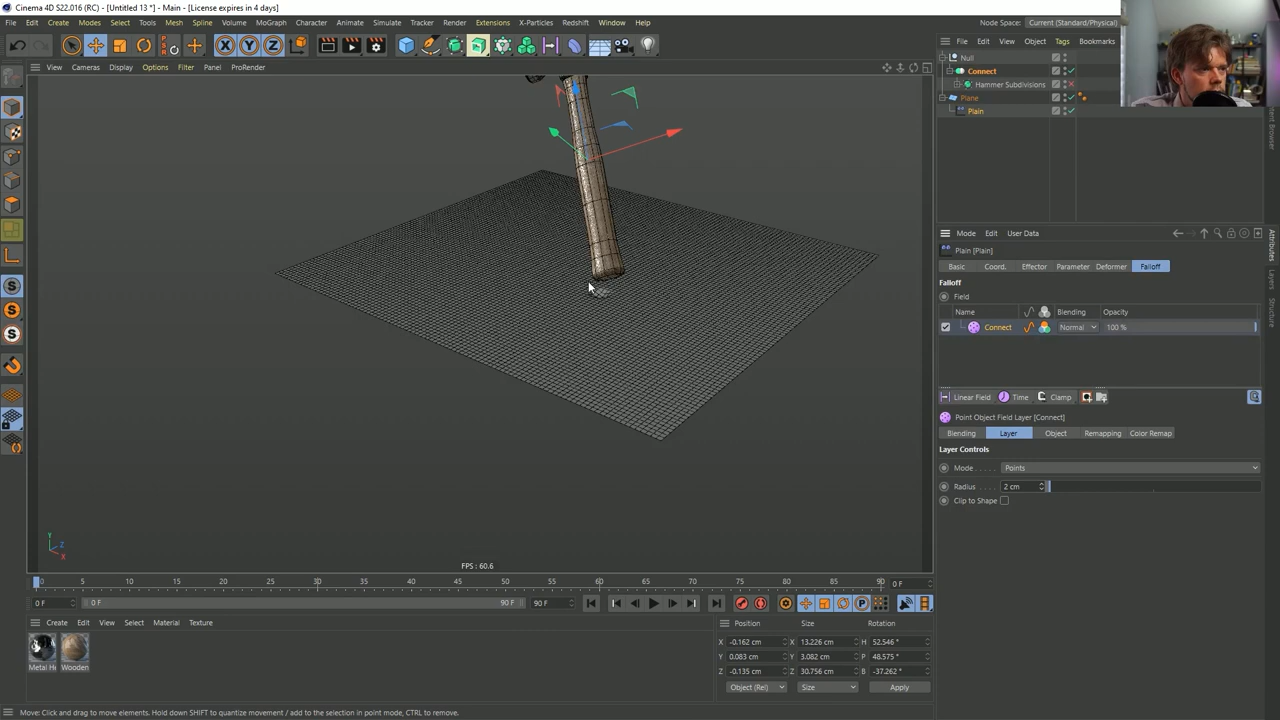 Cinema 4D S22.016 (RC) - [Untitled 13 *] - Main - [License expires in 4 days]
File Edit Create Modes Select Tools Mesh Spline Volume MoGraph Character Animate Simulate Tracker Render Extensions X-Particles Redshift Window Help
Node Space: Current (Standard/Physical)
File Edit View Object Tags Bookmarks
View Cameras Display Options Filter Panel ProRender
Null
Connect
Hammer Subdivisions
Plane
Plain
Content Browser
Mode Edit User Data
Plain [Plain]
Basic Coord. Effector Parameter Deformer Falloff
Falloff
Field
Name Blending Opacity
Connect Normal 100 %
Linear Field Time Clamp
Point Object Field Layer [Connect]
Blending Layer Object Remapping Color Remap
Layer Controls
Mode Points
Radius 2 cm
Clip to Shape
Attributes
Layers
Structure
Y
Z
X
FPS : 60.6
0 5 10 15 20 25 30 35 40 45 50 55 60 65 70 75 80 85 90 0 F
0 F 0 F 90 F 90 F
Create Edit View Select Material Texture
Metal H
Wooden
Position Size Rotation
X -0.162 cm X 13.226 cm H 52.546 °
Y 0.083 cm Y 3.082 cm P 48.575 °
Z -0.135 cm Z 30.756 cm B -37.262 °
Object (Rel) Size Apply
Move: Click and drag to move elements. Hold down SHIFT to quantize movement / add to the selection in point mode, CTRL to remove.